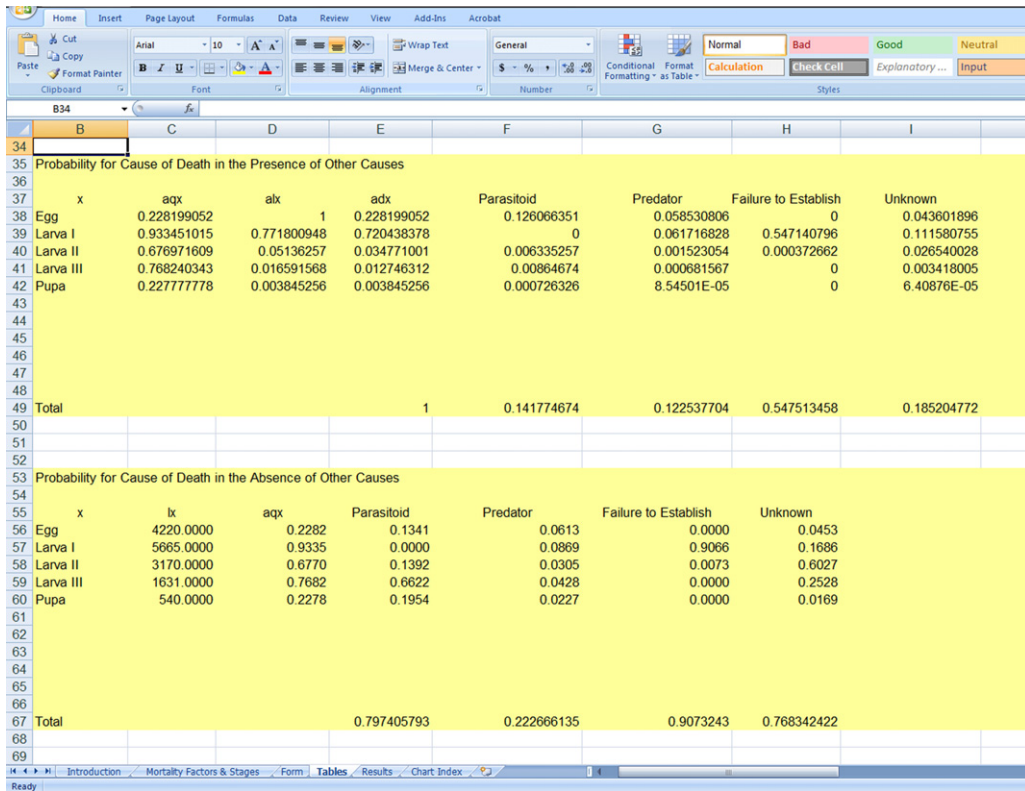 Home Insert Page Layout Formulas Data Review View Add-Ins Acrobat
Paste
Cut
Copy
Format Painter
Clipboard
Arial 10 A A
B I U A
Font
Wrap Text
Merge & Center
Alignment
General
$ % , .0 .00 .00 .0
Number
Conditional Formatting
Format as Table
Normal Bad Good Neutral
Calculation Check Cell Explanatory ... Input
Styles
B34 fx
B C D E F G H I
34
35 Probability for Cause of Death in the Presence of Other Causes
36
37 x aqx alx adx Parasitoid Predator Failure to Establish Unknown
38 Egg 0.228199052 1 0.228199052 0.126066351 0.058530806 0 0.043601896
39 Larva I 0.933451015 0.771800948 0.720438378 0 0.061716828 0.547140796 0.111580755
40 Larva II 0.676971609 0.05136257 0.034771001 0.006335257 0.001523054 0.000372662 0.026540028
41 Larva III 0.768240343 0.016591568 0.012746312 0.00864674 0.000681567 0 0.003418005
42 Pupa 0.227777778 0.003845256 0.003845256 0.000726326 8.54501E-05 0 6.40876E-05
43
44
45
46
47
48
49 Total 1 0.141774674 0.122537704 0.547513458 0.185204772
50
51
52
53 Probability for Cause of Death in the Absence of Other Causes
54
55 x lx aqx Parasitoid Predator Failure to Establish Unknown
56 Egg 4220.0000 0.2282 0.1341 0.0613 0.0000 0.0453
57 Larva I 5665.0000 0.9335 0.0000 0.0869 0.9066 0.1686
58 Larva II 3170.0000 0.6770 0.1392 0.0305 0.0073 0.6027
59 Larva III 1631.0000 0.7682 0.6622 0.0428 0.0000 0.2528
60 Pupa 540.0000 0.2278 0.1954 0.0227 0.0000 0.0169
61
62
63
64
65
66
67 Total 0.797405793 0.222666135 0.9073243 0.768342422
68
69
Introduction Mortality Factors & Stages Form Tables Results Chart Index
Ready